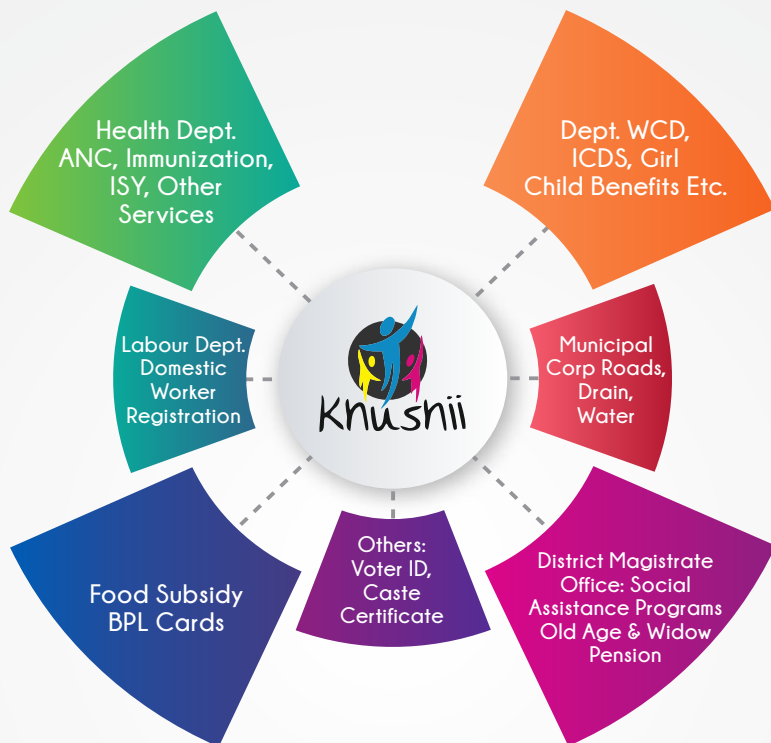 Health Dept.
ANC, Immunization,
ISY, Other
Services
Dept. WCD,
ICDS, Girl
Child Benefits Etc.
Labour Dept.
Domestic
Worker
Registration
Khushii
Municipal
Corp Roads,
Drain,
Water
Food Subsidy
BPL Cards
Others:
Voter ID,
Caste
Certificate
District Magistrate
Office: Social
Assistance Programs
Old Age & Widow
Pension